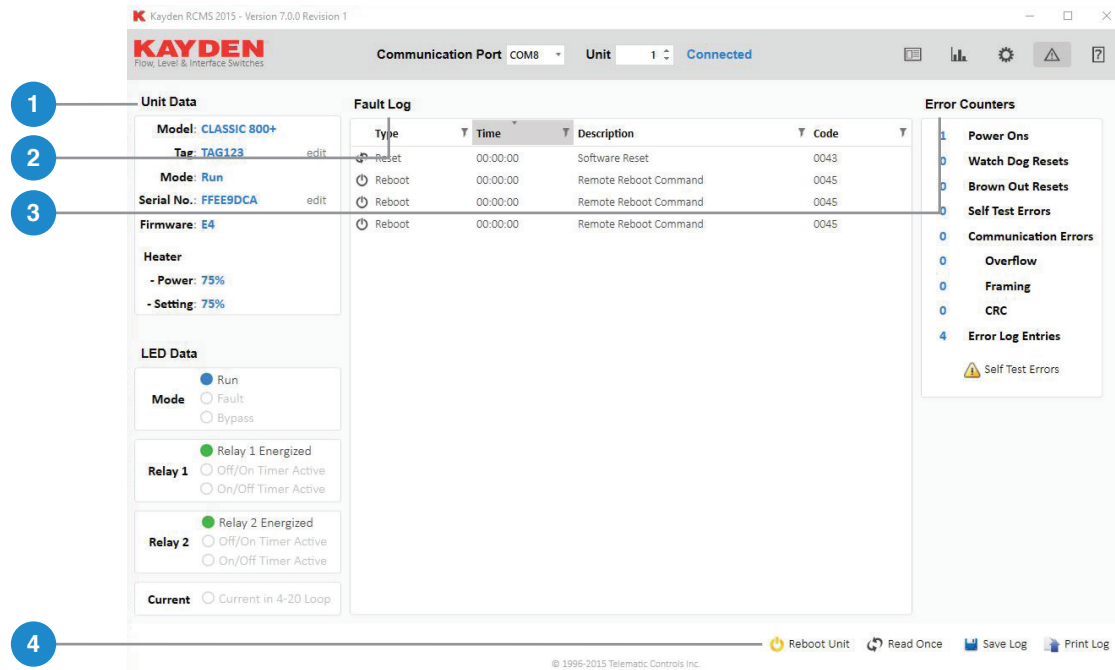 Kayden RCMS 2015 - Version 7.0.0 Revision 1
KAYDEN
Flow, Level & Interface Switches
Communication Port COM8 Unit 1 Connected
1
Unit Data
Model: CLASSIC 800+
Tag: TAG123 edit
Mode: Run
Serial No.: FFEE9DCA edit
Firmware: E4
Heater
- Power: 75%
- Setting: 75%
LED Data
Mode
Run
Fault
Bypass
Relay 1
Relay 1 Energized
Off/On Timer Active
On/Off Timer Active
Relay 2
Relay 2 Energized
Off/On Timer Active
On/Off Timer Active
Current Current in 4-20 Loop
2
Fault Log
Type Time Description Code
Reset 00:00:00 Software Reset 0043
Reboot 00:00:00 Remote Reboot Command 0045
Reboot 00:00:00 Remote Reboot Command 0045
Reboot 00:00:00 Remote Reboot Command 0045
3
Error Counters
1 Power Ons
0 Watch Dog Resets
0 Brown Out Resets
0 Self Test Errors
0 Communication Errors
0 Overflow
0 Framing
0 CRC
4 Error Log Entries
Self Test Errors
4
Reboot Unit Read Once Save Log Print Log
© 1996-2015 Telematic Controls Inc.